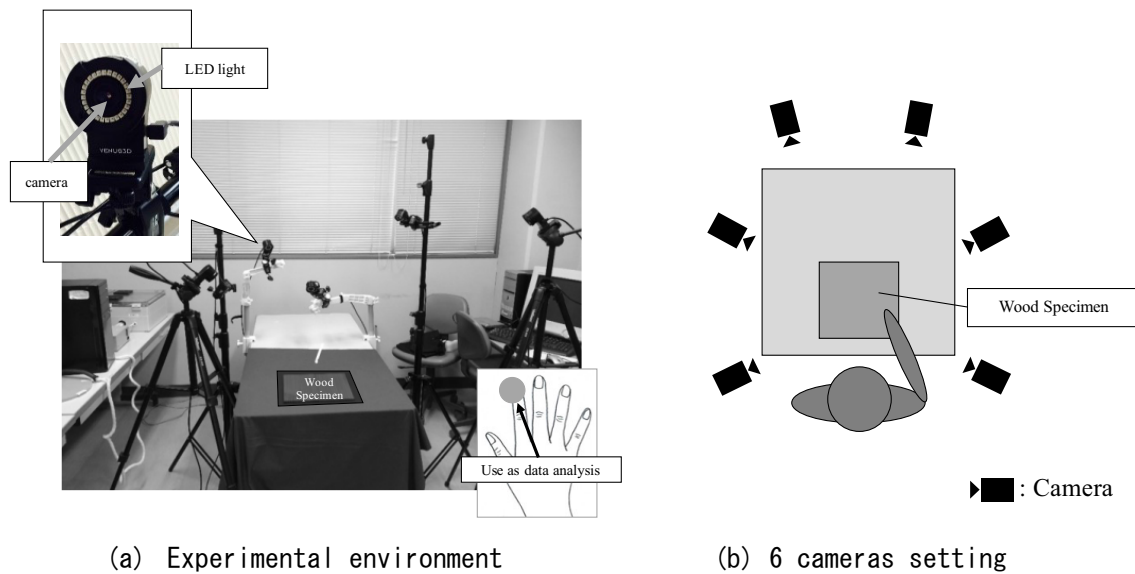 LED light
VENUS3D
camera
Wood
Specimen
Use as data analysis
Wood Specimen
: Camera
(a) Experimental environment
(b) 6 cameras setting